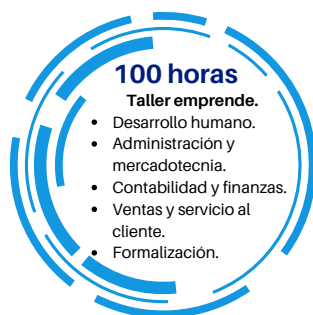 100 horas
Taller emprende.
• Desarrollo humano.
• Administración y
mercadotecnia.
• Contabilidad y finanzas.
• Ventas y servicio al
cliente.
• Formalización.